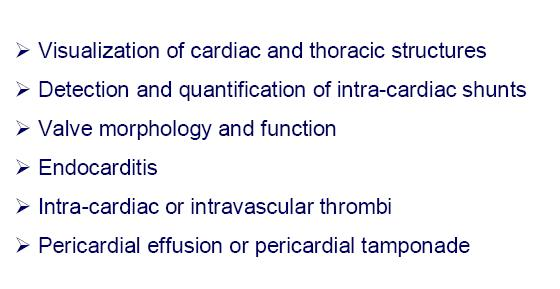 ➢ Visualization of cardiac and thoracic structures
➢ Detection and quantification of intra-cardiac shunts
➢ Valve morphology and function
➢ Endocarditis
➢ Intra-cardiac or intravascular thrombi
➢ Pericardial effusion or pericardial tamponade